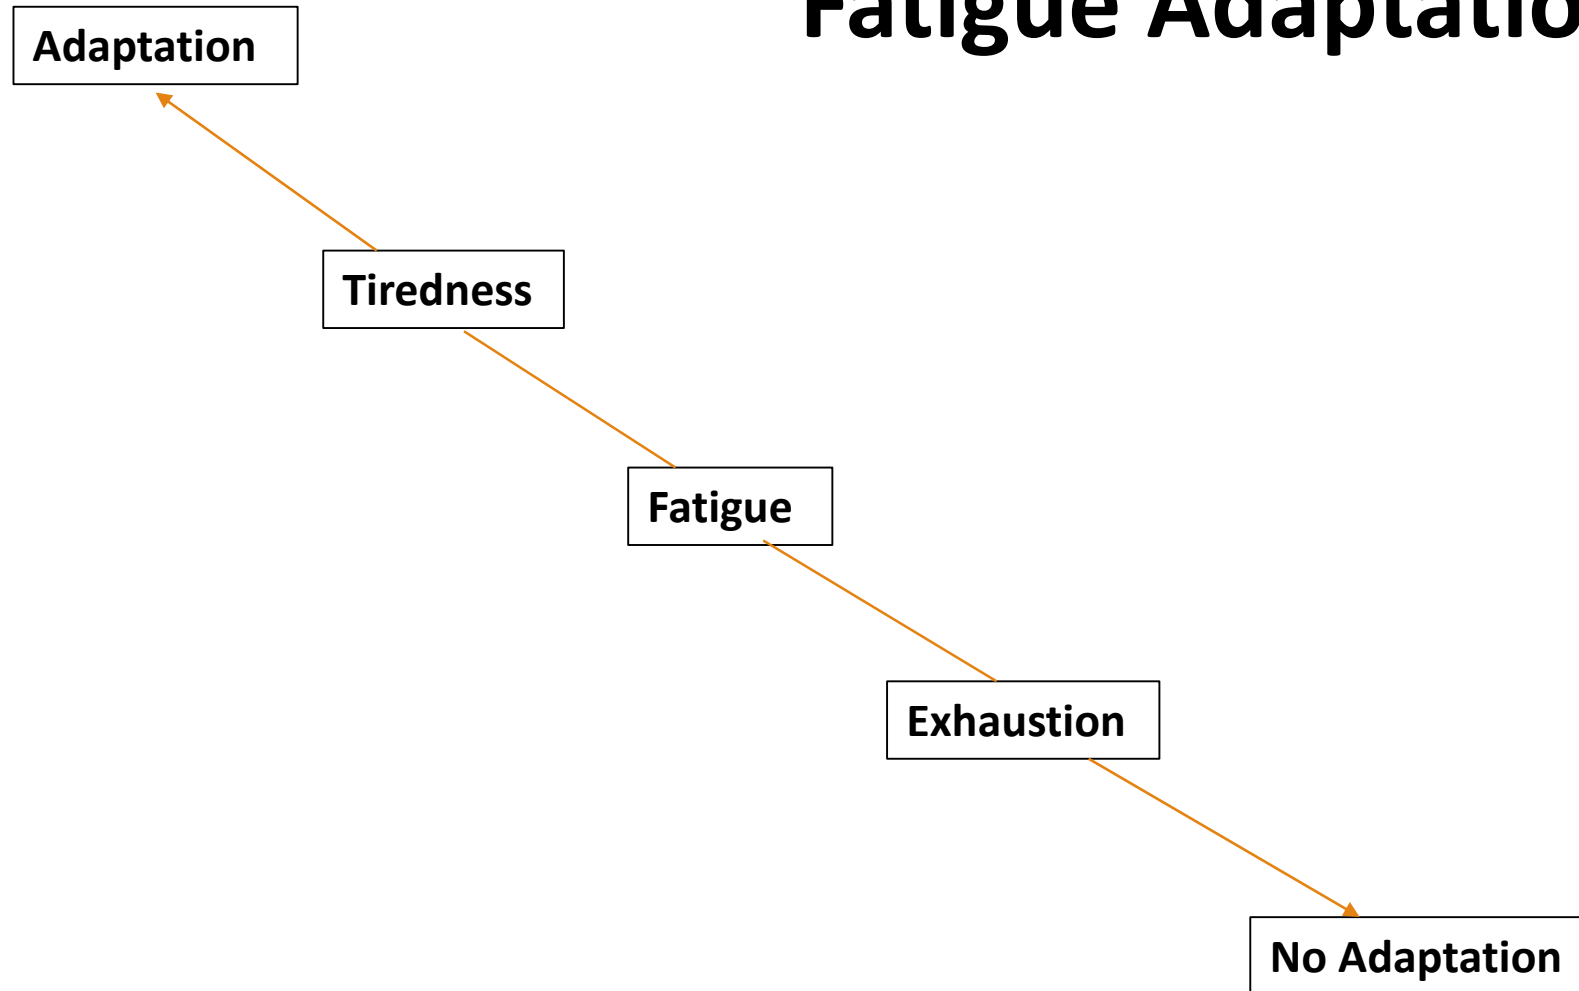 Fatigue Adaptatio
Adaptation
Tiredness
Fatigue
Exhaustion
No Adaptation